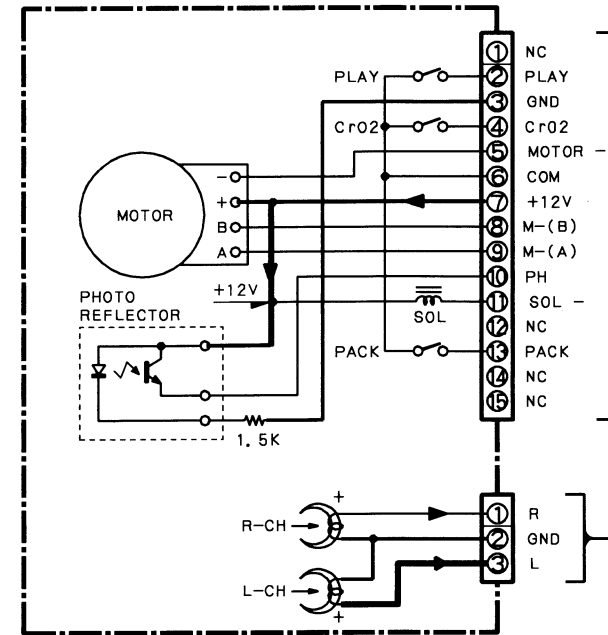 ① NC
PLAY ② PLAY
③ GND
CrO2 ④ CrO2
⑤ MOTOR -
- ⑥ COM
MOTOR + ⑦ +12V
B ⑧ M-(B)
A ⑨ M-(A)
⑩ PH
PHOTO
REFLECTOR
+12V
SOL
⑪ SOL -
⑫ NC
PACK ⑬ PACK
⑭ NC
⑮ NC
1.5K
+
R-CH ① R
② GND
L-CH ③ L
+